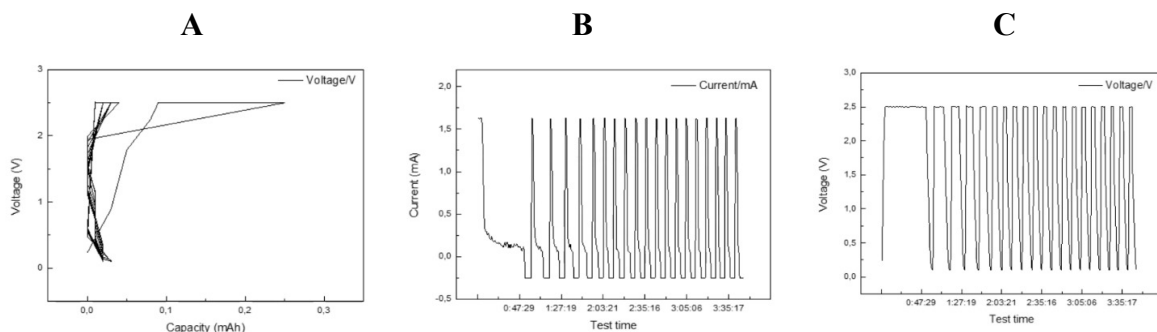 A
B
C
Voltage/V
3
2
1
0
Voltage (V)
0,0
0,1
0,2
0,3
Capacity (mAh)
Current/mA
2,0
1,5
1,0
0,5
0,0
-0,5
Current (mA)
0:47:29 1:27:19 2:03:21 2:35:16 3:05:06 3:35:17
Test time
Voltage/V
3,0
2,5
2,0
1,5
1,0
0,5
0,0
Voltage (V)
0:47:29 1:27:19 2:03:21 2:35:16 3:05:06 3:35:17
Test time